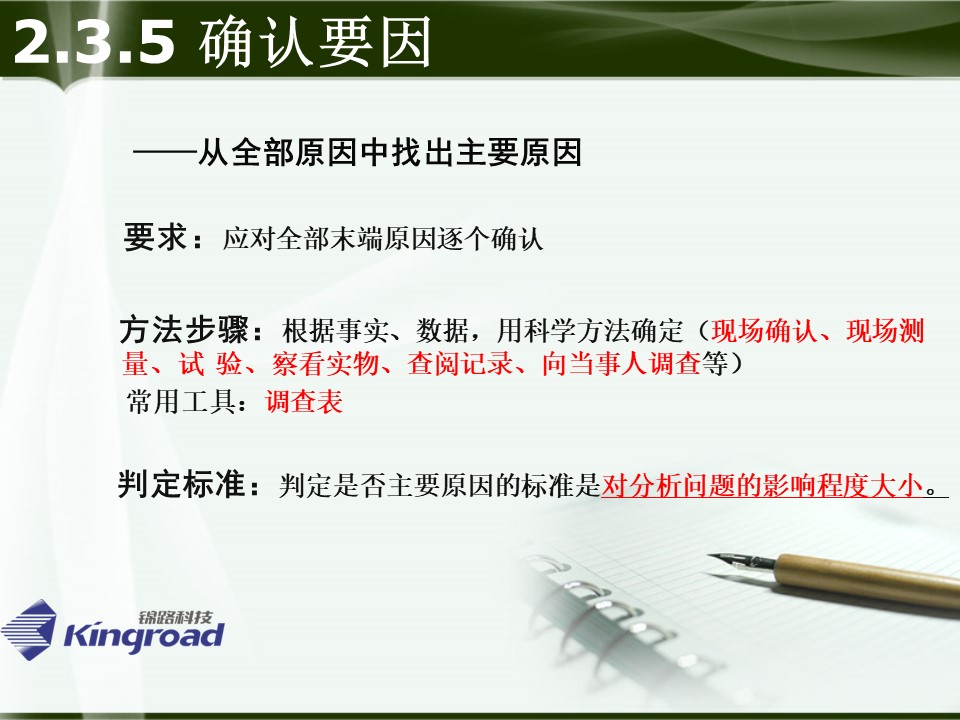 2.3.5 确认要因
——从全部原因中找出主要原因
要求：应对全部末端原因逐个确认
方法步骤：根据事实、数据，用科学方法确定（现场确认、现场测
量、试 验、察看实物、查阅记录、向当事人调查等）
常用工具：调查表
判定标准：判定是否主要原因的标准是对分析问题的影响程度大小。
锦路科技
Kingroad